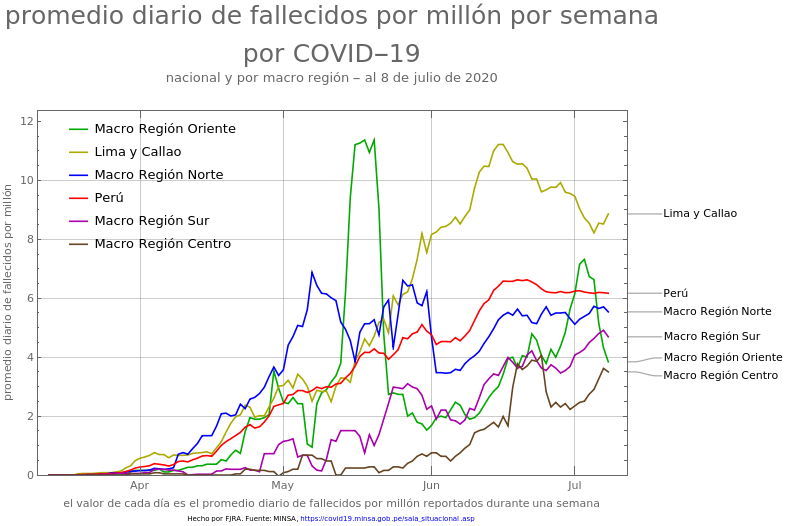 promedio diario de fallecidos por millón por semana
por COVID−19
nacional y por macro región − al 8 de julio de 2020
promedio diario de fallecidos por millón
12
10
8
6
4
2
0
Macro Región Oriente
Lima y Callao
Macro Región Norte
Perú
Macro Región Sur
Macro Región Centro
Lima y Callao
Perú
Macro Región Norte
Macro Región Sur
Macro Región Oriente
Macro Región Centro
Apr
May
Jun
Jul
el valor de cada día es el promedio diario de fallecidos por millón reportados durante una semana
Hecho por FJRA. Fuente: MINSA, https://covid19.minsa.gob.pe/sala_situacional.asp